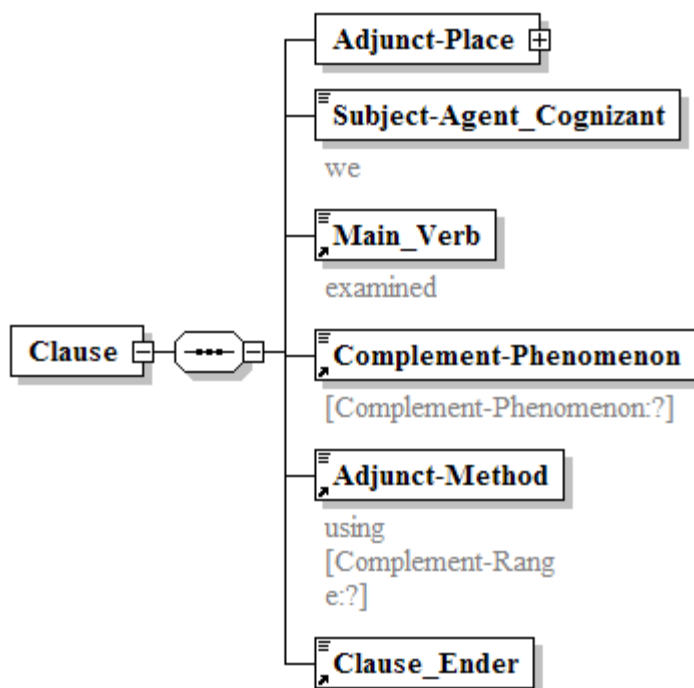 Adjunct-Place
Subject-Agent_Cognizant
we
Main_Verb
examined
Clause
Complement-Phenomenon
[Complement-Phenomenon:?]
Adjunct-Method
using
[Complement-Rang
e:?]
Clause_Ender